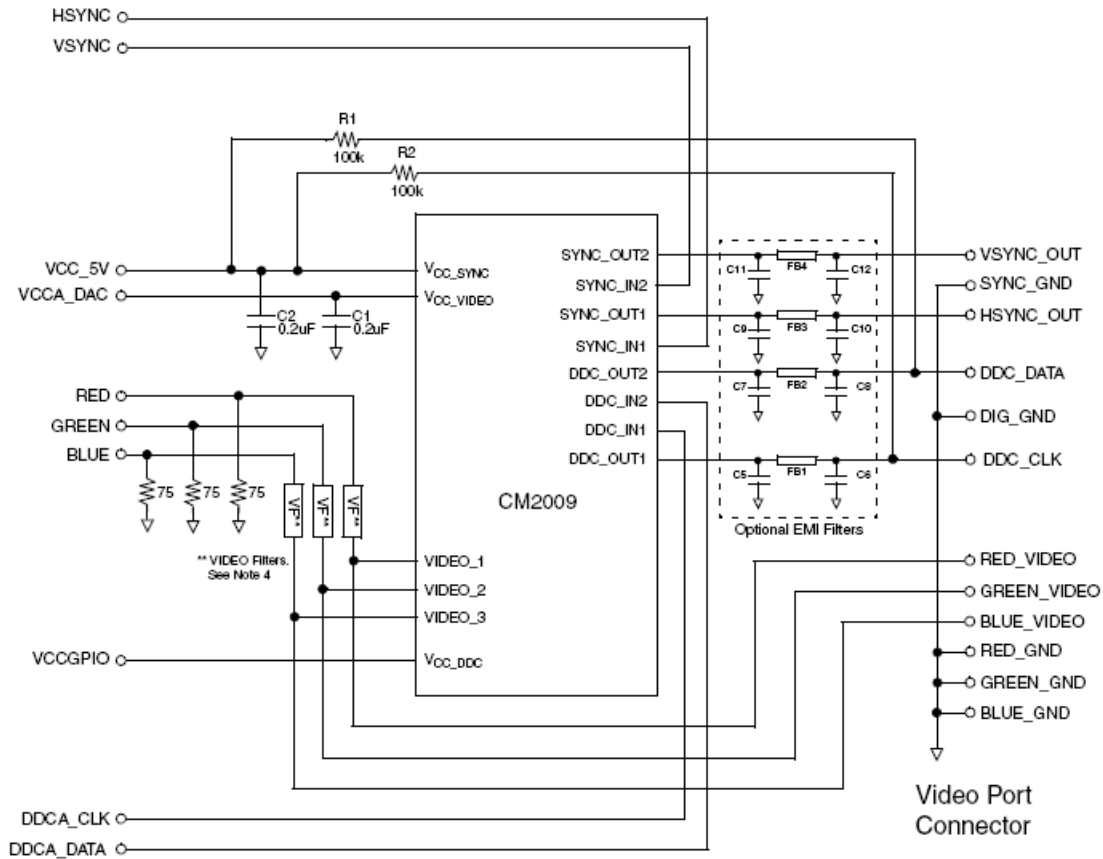 HSYNC
VSYNC
R1
100k
R2
100k
VCC_5V
VCCA_DAC
C2
0.2uF
C1
0.2uF
RED
GREEN
BLUE
75
75
75
VF**
VF**
VF**
** VIDEO Filters.
See Note 4
VCCGPIO
DDCA_CLK
DDCA_DATA
VCC_SYNC
VCC_VIDEO
VIDEO_1
VIDEO_2
VIDEO_3
VCC_DDC
CM2009
SYNC_OUT2
SYNC_IN2
SYNC_OUT1
SYNC_IN1
DDC_OUT2
DDC_IN2
DDC_IN1
DDC_OUT1
C11
FB4
C12
C9
FB3
C10
C7
FB2
C8
C5
FB1
C6
Optional EMI Filters
VSYNC_OUT
SYNC_GND
HSYNC_OUT
DDC_DATA
DIG_GND
DDC_CLK
RED_VIDEO
GREEN_VIDEO
BLUE_VIDEO
RED_GND
GREEN_GND
BLUE_GND
Video Port
Connector